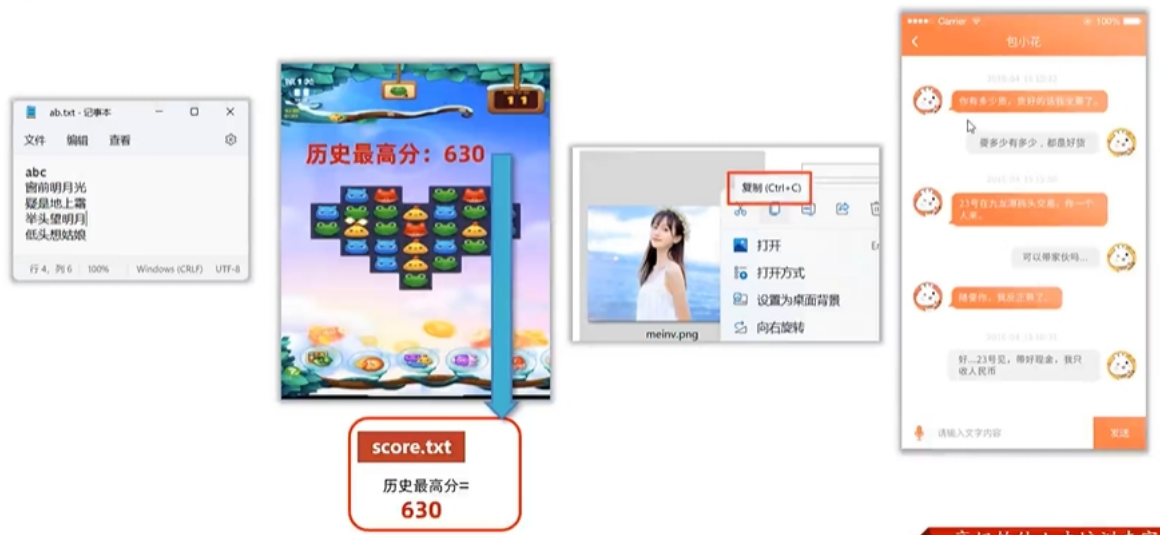 ab.txt - 记事本
文件 编辑 查看
abc
窗前明月光
疑是地上霜
举头望明月
低头想姑娘
行 4, 列 6 100% Windows (CRLF) UTF-8
11
历史最高分：630
score.txt
历史最高分=
630
复制 (Ctrl+C)
打开
打开方式
设置为桌面背景
向右旋转
meinv.png
Carrier 100%
包小花
你有多少货，货好的话我全要了。
要多少有多少，都是好货
23号在九龙湾码头交易，你一个
人来。
可以带家伙吗...
随要你，我反正带了。
好...23号见，带好现金，我只
收人民币
请输入文字内容
发送